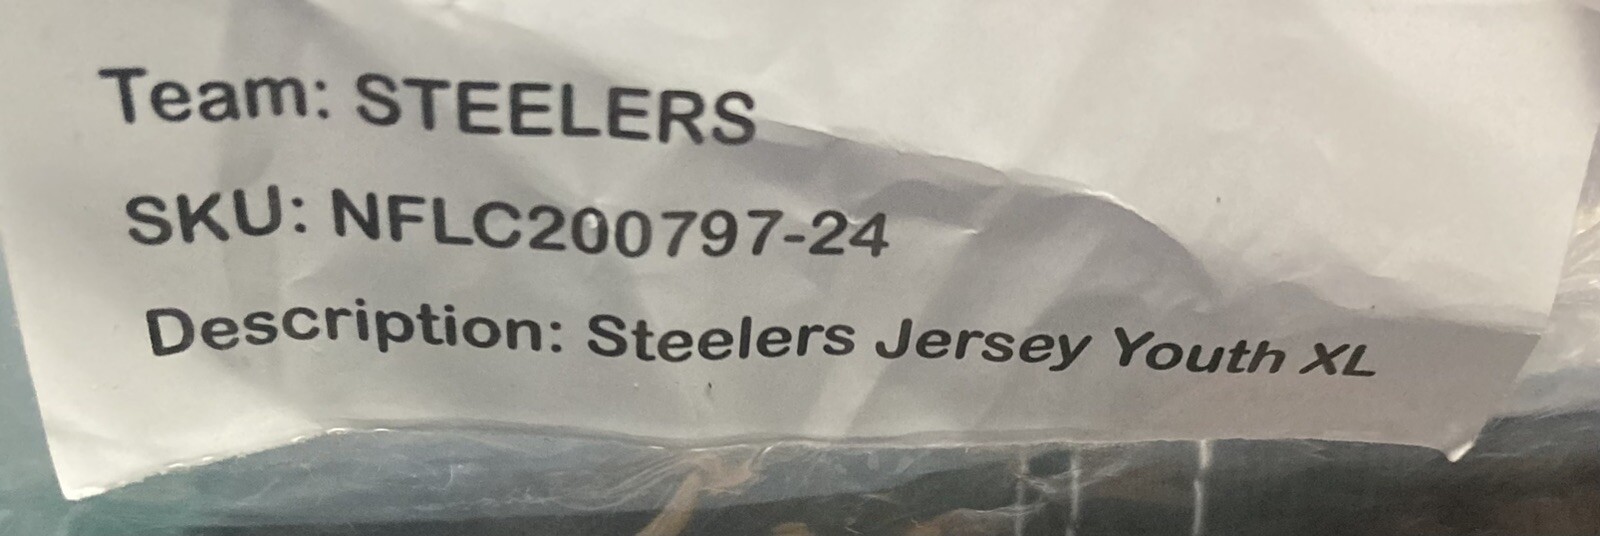 Team: STEELERS
SKU: NFLC200797-24
Description: Steelers Jersey Youth XL